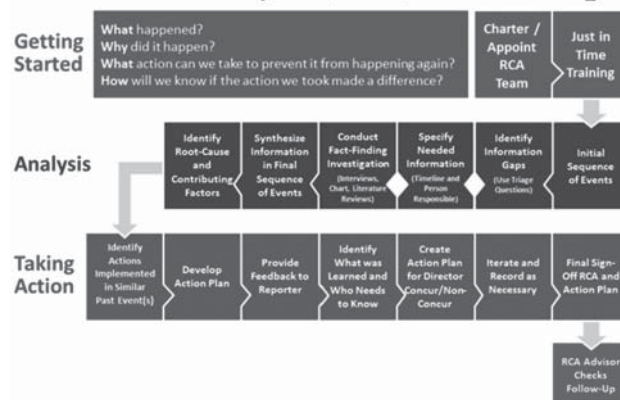 Getting
Started
What happened?
Why did it happen?
What action can we take to prevent it from happening again?
How will we know if the action we took made a difference?
Charter /
Appoint
RCA
Team
Just in
Time
Training
Analysis
Identify
Root-Cause
and
Contributing
Factors
Synthesize
Information
in Final
Sequence
of Events
Conduct
Fact-Finding
Investigation
(Interviews,
Chart, Literature
Reviews)
Specify
Needed
Information
(Timeline and
Person
Responsible)
Identify
Information
Gaps
(Use Triage
Questions)
Initial
Sequence
of Events
Taking
Action
Identify
Actions
Implemented
in Similar
Past Event(s)
Develop
Action Plan
Provide
Feedback to
Reporter
Identify
What was
Learned and
Who Needs
to Know
Create
Action Plan
for Director
Concur/Non-
Concur
Iterate and
Record as
Necessary
Final Sign-
Off RCA and
Action Plan
RCA Advisor
Checks
Follow-Up